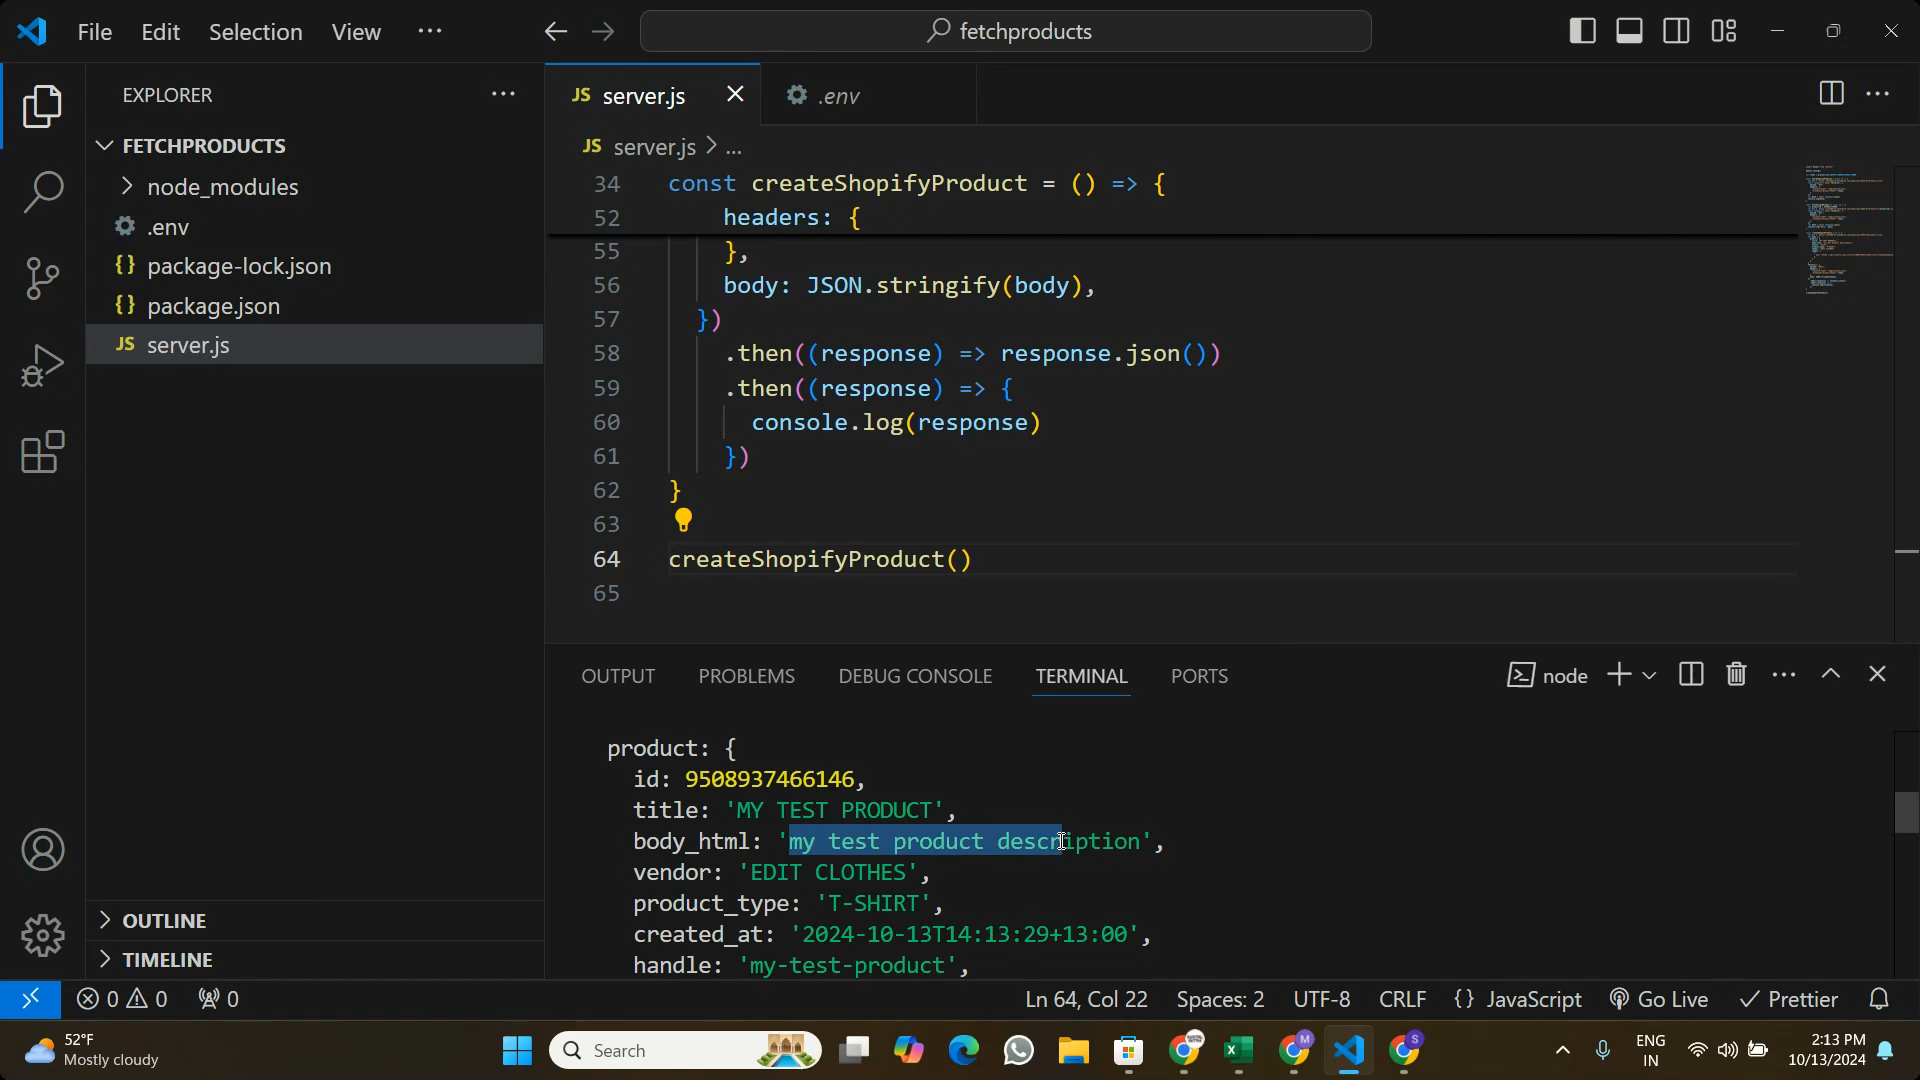 File Edit Selection View ...
fetchproducts
EXPLORER ...
FETCHPRODUCTS
node_modules
.env
{} package-lock.json
{} package.json
JS server.js
OUTLINE
TIMELINE
JS server.js
.env
JS server.js > ...
34 const createShopifyProduct = () => {
52 headers: {
55 },
56 body: JSON.stringify(body),
57 })
58 .then((response) => response.json())
59 .then((response) => {
60 console.log(response)
61 })
62 }
63
64 createShopifyProduct()
65
OUTPUT PROBLEMS DEBUG CONSOLE TERMINAL PORTS
node
product: {
id: 9508937466146,
title: 'MY TEST PRODUCT',
body_html: 'my test product description',
vendor: 'EDIT CLOTHES',
product_type: 'T-SHIRT',
created_at: '2024-10-13T14:13:29+13:00',
handle: 'my-test-product',
0 0 0
Ln 64, Col 22 Spaces: 2 UTF-8 CRLF {} JavaScript Go Live Prettier
52°F
Mostly cloudy
Search
ENG
IN
2:13 PM
10/13/2024